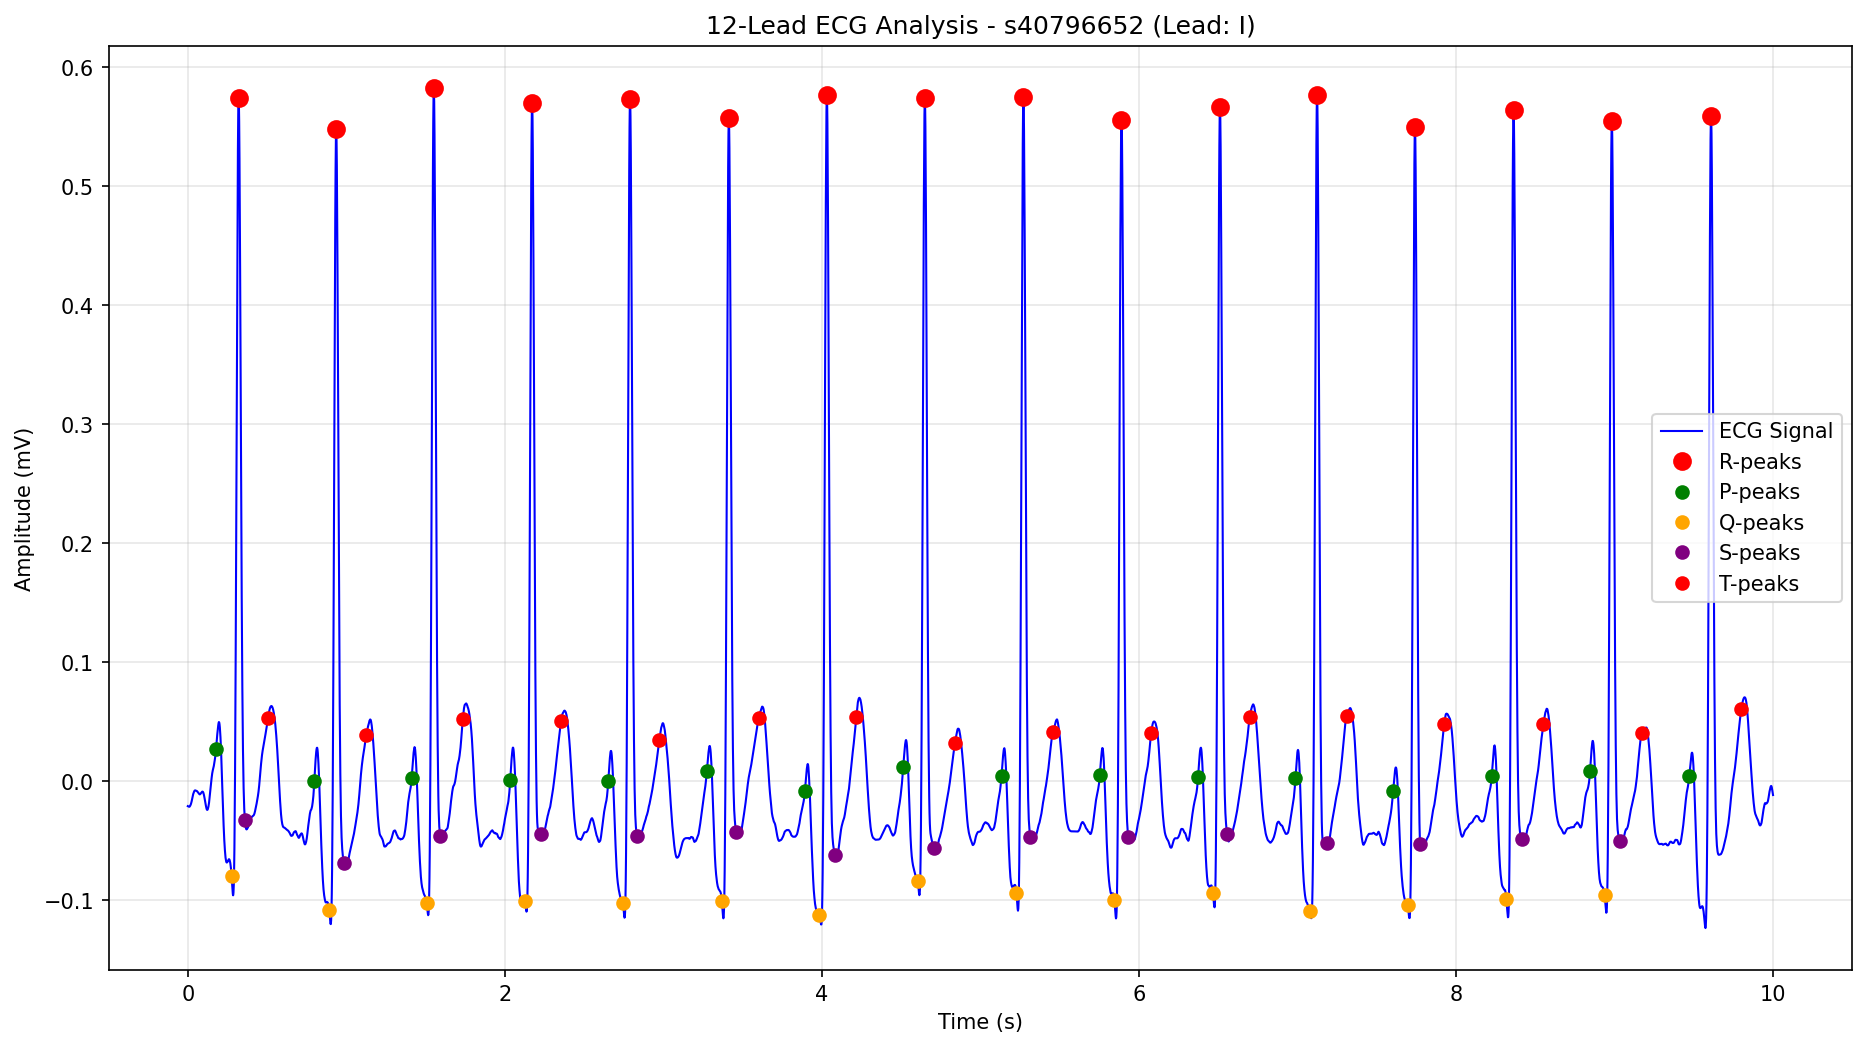 12-Lead ECG Analysis - s40796652 (Lead: I)
Amplitude (mV)
0.6
0.5
0.4
0.3
0.2
0.1
0.0
−0.1
ECG Signal
R-peaks
P-peaks
Q-peaks
S-peaks
T-peaks
0 2 4 6 8 10
Time (s)